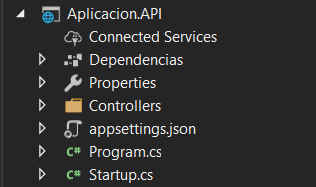 Aplicacion.API
Connected Services
Dependencias
Properties
Controllers
appsettings.json
C# Program.cs
C# Startup.cs